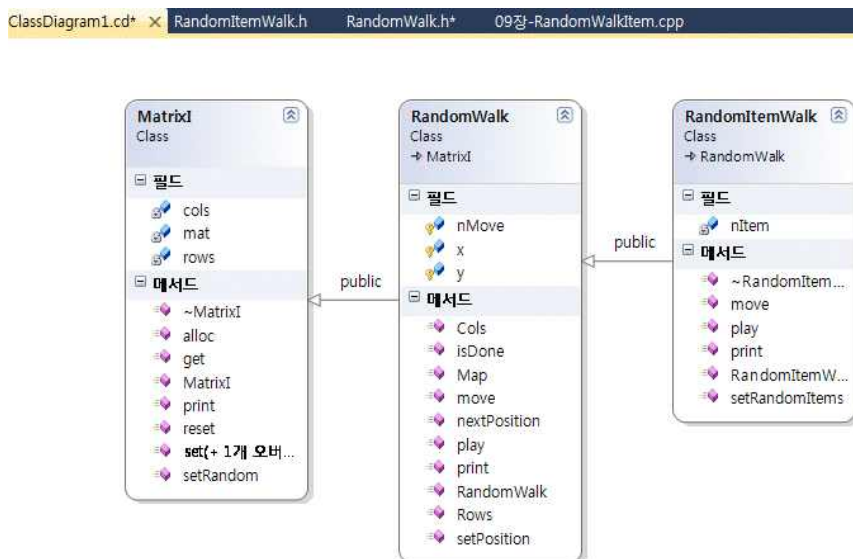 ClassDiagram1.cd* × RandomItemWalk.h RandomWalk.h* 09장-RandomWalkItem.cpp
MatrixI
Class
필드
cols
mat
rows
메서드
~MatrixI
alloc
get
MatrixI
print
reset
set(+ 1개 오버...
setRandom
public
RandomWalk
Class
MatrixI
필드
nMove
x
y
메서드
Cols
isDone
Map
move
nextPosition
play
print
RandomWalk
Rows
setPosition
public
RandomItemWalk
Class
RandomWalk
필드
nItem
메서드
~RandomItem...
move
play
print
RandomItemW...
setRandomItems